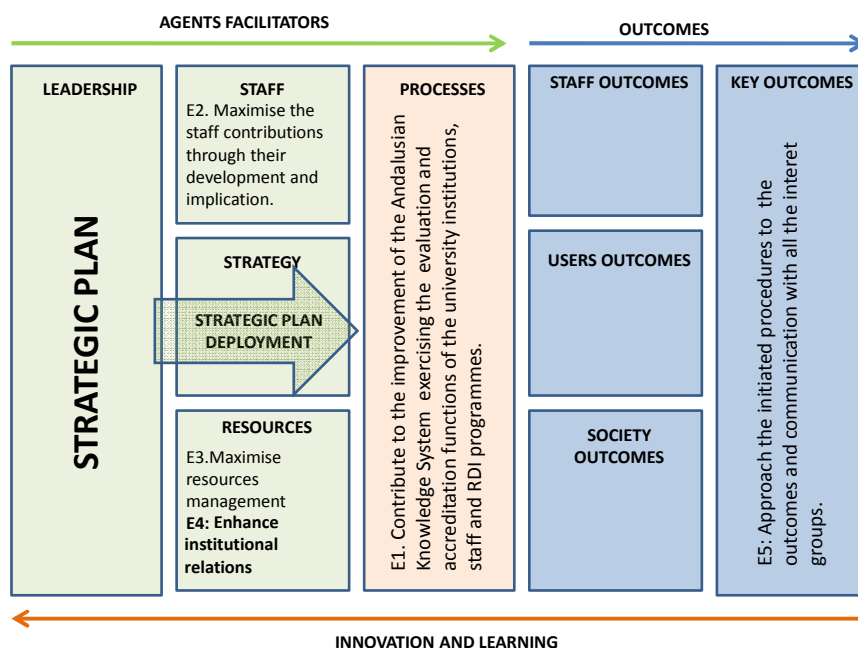 AGENTS FACILITATORS
OUTCOMES
LEADERSHIP
STRATEGIC PLAN
STAFF
E2. Maximise the
staff contributions
through their
development and
implication.
STRATEGY
STRATEGIC PLAN
DEPLOYMENT
RESOURCES
E3.Maximise
resources
management
E4: Enhance
institutional
relations
PROCESSES
E1. Contribute to the improvement of the Andalusian
Knowledge System exercising the evaluation and
accreditation functions of the university institutions,
staff and RDI programmes.
STAFF OUTCOMES
USERS OUTCOMES
SOCIETY
OUTCOMES
KEY OUTCOMES
E5: Approach the initiated procedures to the
outcomes and communication with all the interet
groups.
INNOVATION AND LEARNING